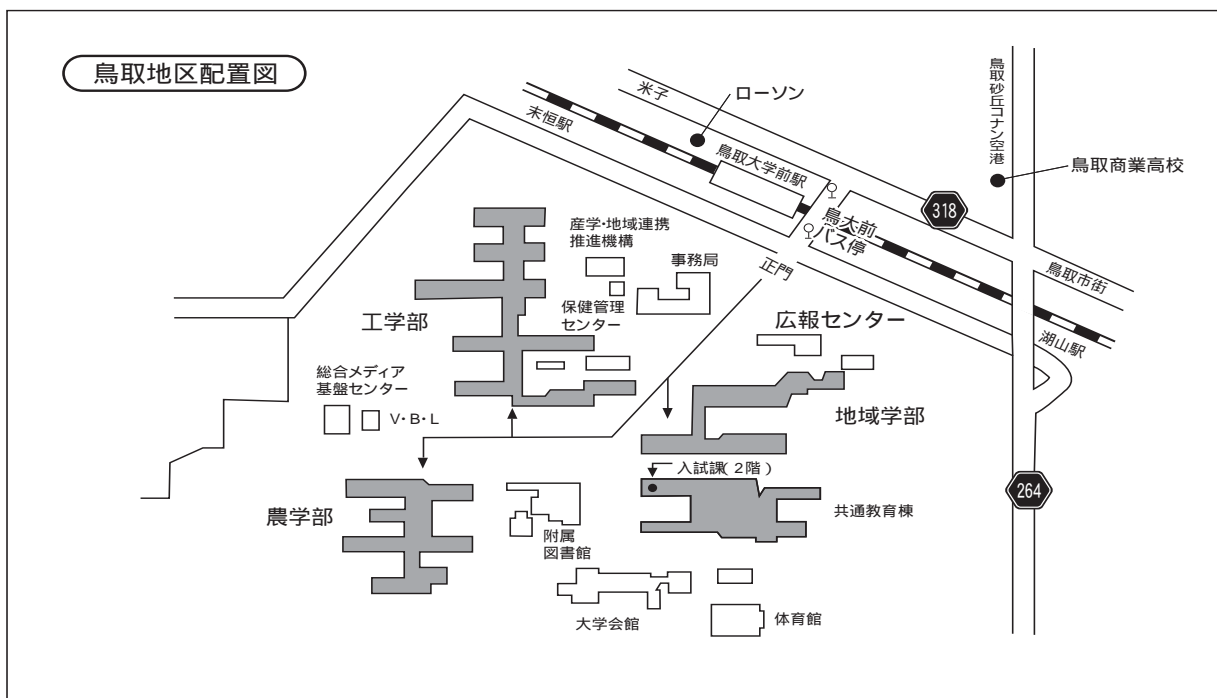 鳥取地区配置図
米子
ローソン
末恒駅
鳥取大学前駅
鳥取砂丘コナン空港
鳥取商業高校
318
鳥大前
バス停
鳥取市街
湖山駅
正門
産学・地域連携
推進機構
事務局
保健管理
センター
広報センター
工学部
総合メディア
基盤センター
V・B・L
地域学部
入試課(2階)
264
農学部
共通教育棟
附属
図書館
大学会館
体育館